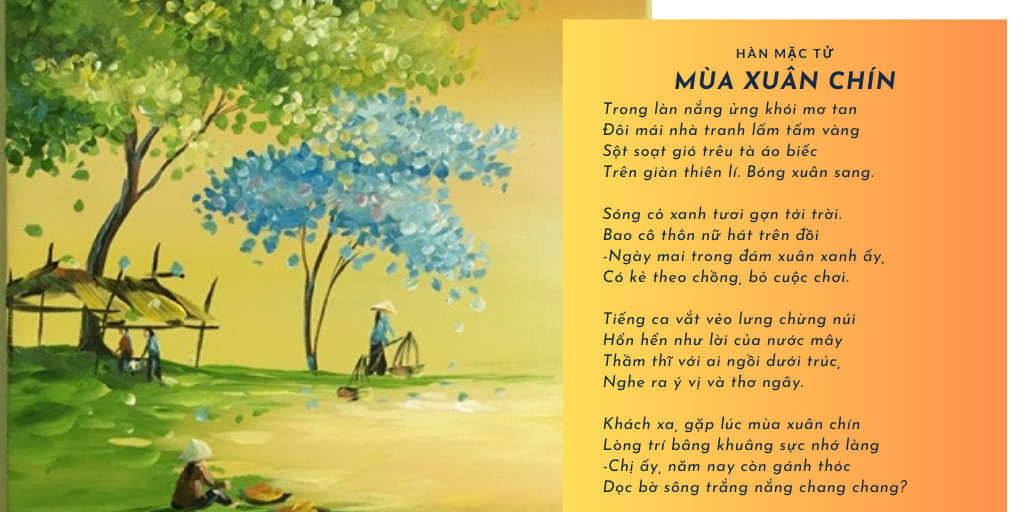 HÀN MẶC TỬ
MÙA XUÂN CHÍN
Trong làn nắng ửng khói mơ tan
Đôi mái nhà tranh lấm tấm vàng
Sột soạt gió trêu tà áo biếc
Trên giàn thiên lí. Bóng xuân sang.
Sóng cỏ xanh tươi gợn tới trời.
Bao cô thôn nữ hát trên đồi
-Ngày mai trong đám xuân xanh ấy,
Có kẻ theo chồng, bỏ cuộc chơi.
Tiếng ca vắt vẻo lưng chừng núi
Hổn hển như lời của nước mây
Thầm thĩ với ai ngồi dưới trúc,
Nghe ra ý vị và thơ ngây.
Khách xa, gặp lúc mùa xuân chín
Lòng trí bâng khuâng sực nhớ làng
-Chị ấy, năm nay còn gánh thóc
Dọc bờ sông trắng nắng chang chang?